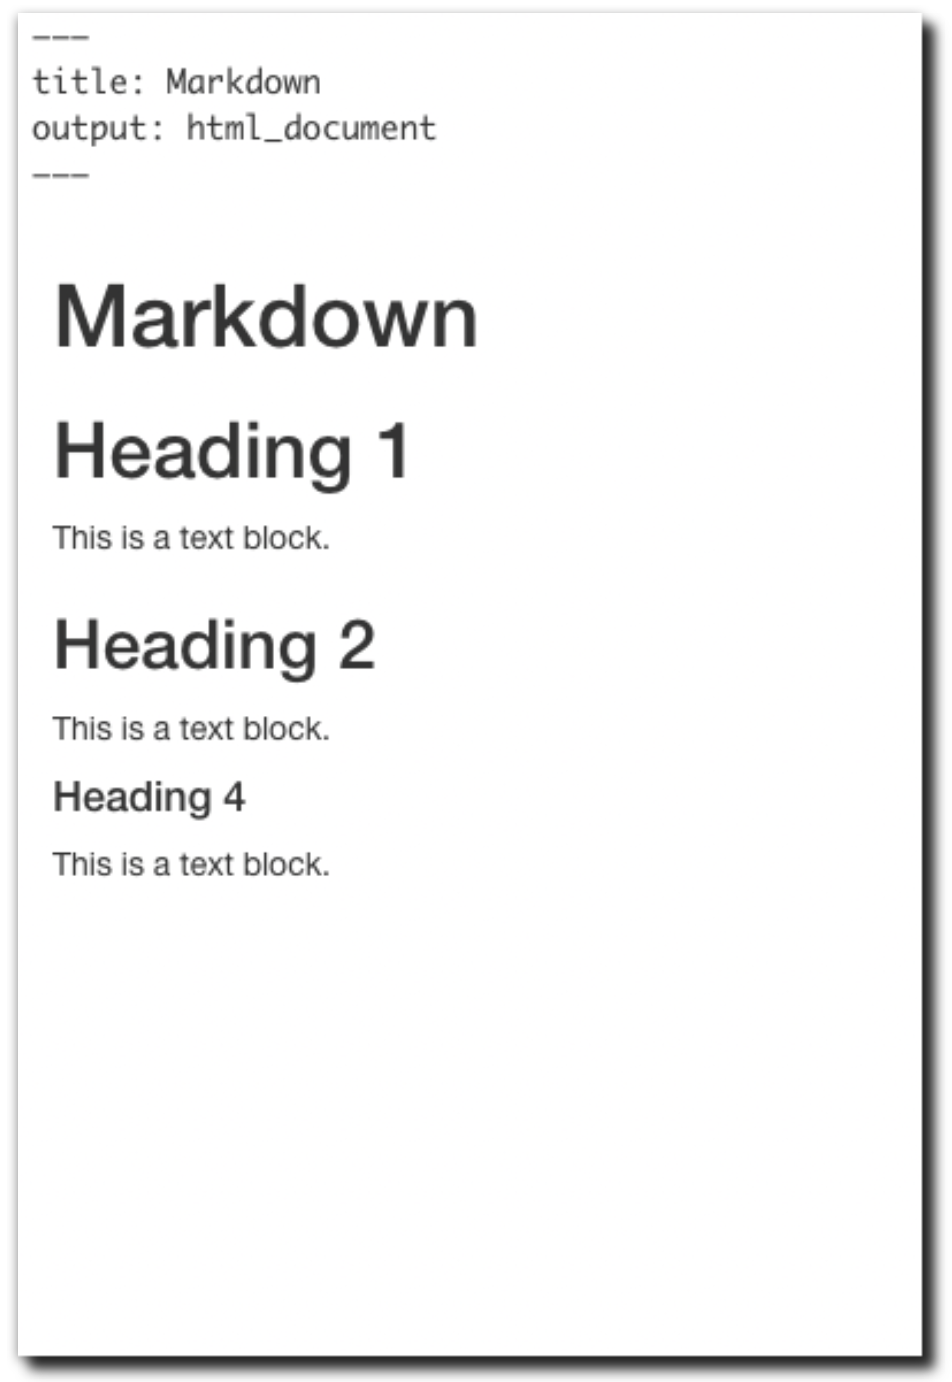 ---
title: Markdown
output: html_document
---
Markdown
Heading 1
This is a text block.
Heading 2
This is a text block.
Heading 4
This is a text block.